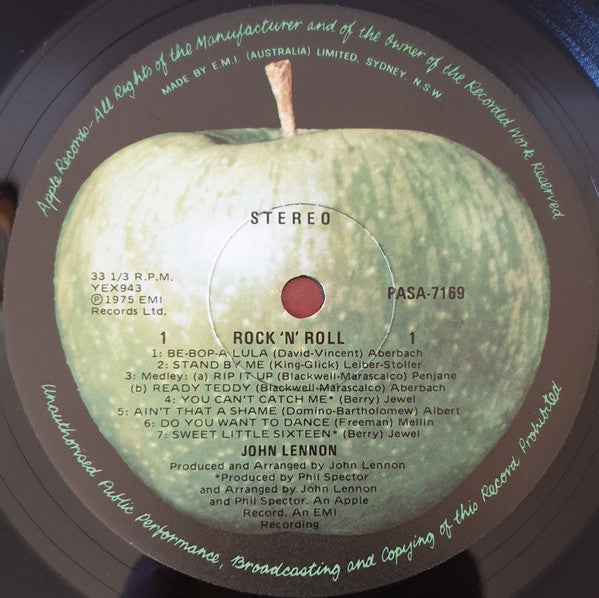 Apple Records-All Rights of the Manufacturer and of the Owner of the Recorded Work Reserved
MADE BY E.M.I. (AUSTRALIA) LIMITED. SYDNEY. N.S.W.
STEREO
33 1/3 R.P.M.
YEX943
Ⓟ1975 EMI
Records Ltd.
PASA-7169
1 ROCK 'N' ROLL 1
1: BE-BOP-A LULA (David-Vincent) Aberbach
2: STAND BY ME (King-Glick) Leiber-Stoller
3: Medley: (a) RIP IT UP (Blackwell-Marascalco) Penjane
(b) READY TEDDY (Blackwell-Marascalco) Aberbach
4: YOU CAN'T CATCH ME* (Berry) Jewel
5: AIN'T THAT A SHAME (Domino-Bartholomew) Albert
6: DO YOU WANT TO DANCE (Freeman) Mellin
7: SWEET LITTLE SIXTEEN* (Berry) Jewel
JOHN LENNON
Produced and Arranged by John Lennon
*Produced by Phil Spector
and Arranged by John Lennon
and Phil Spector. An Apple
Record. An EMI
Recording
Unauthorised Public Performance, Broadcasting and Copying of this Record Prohibited